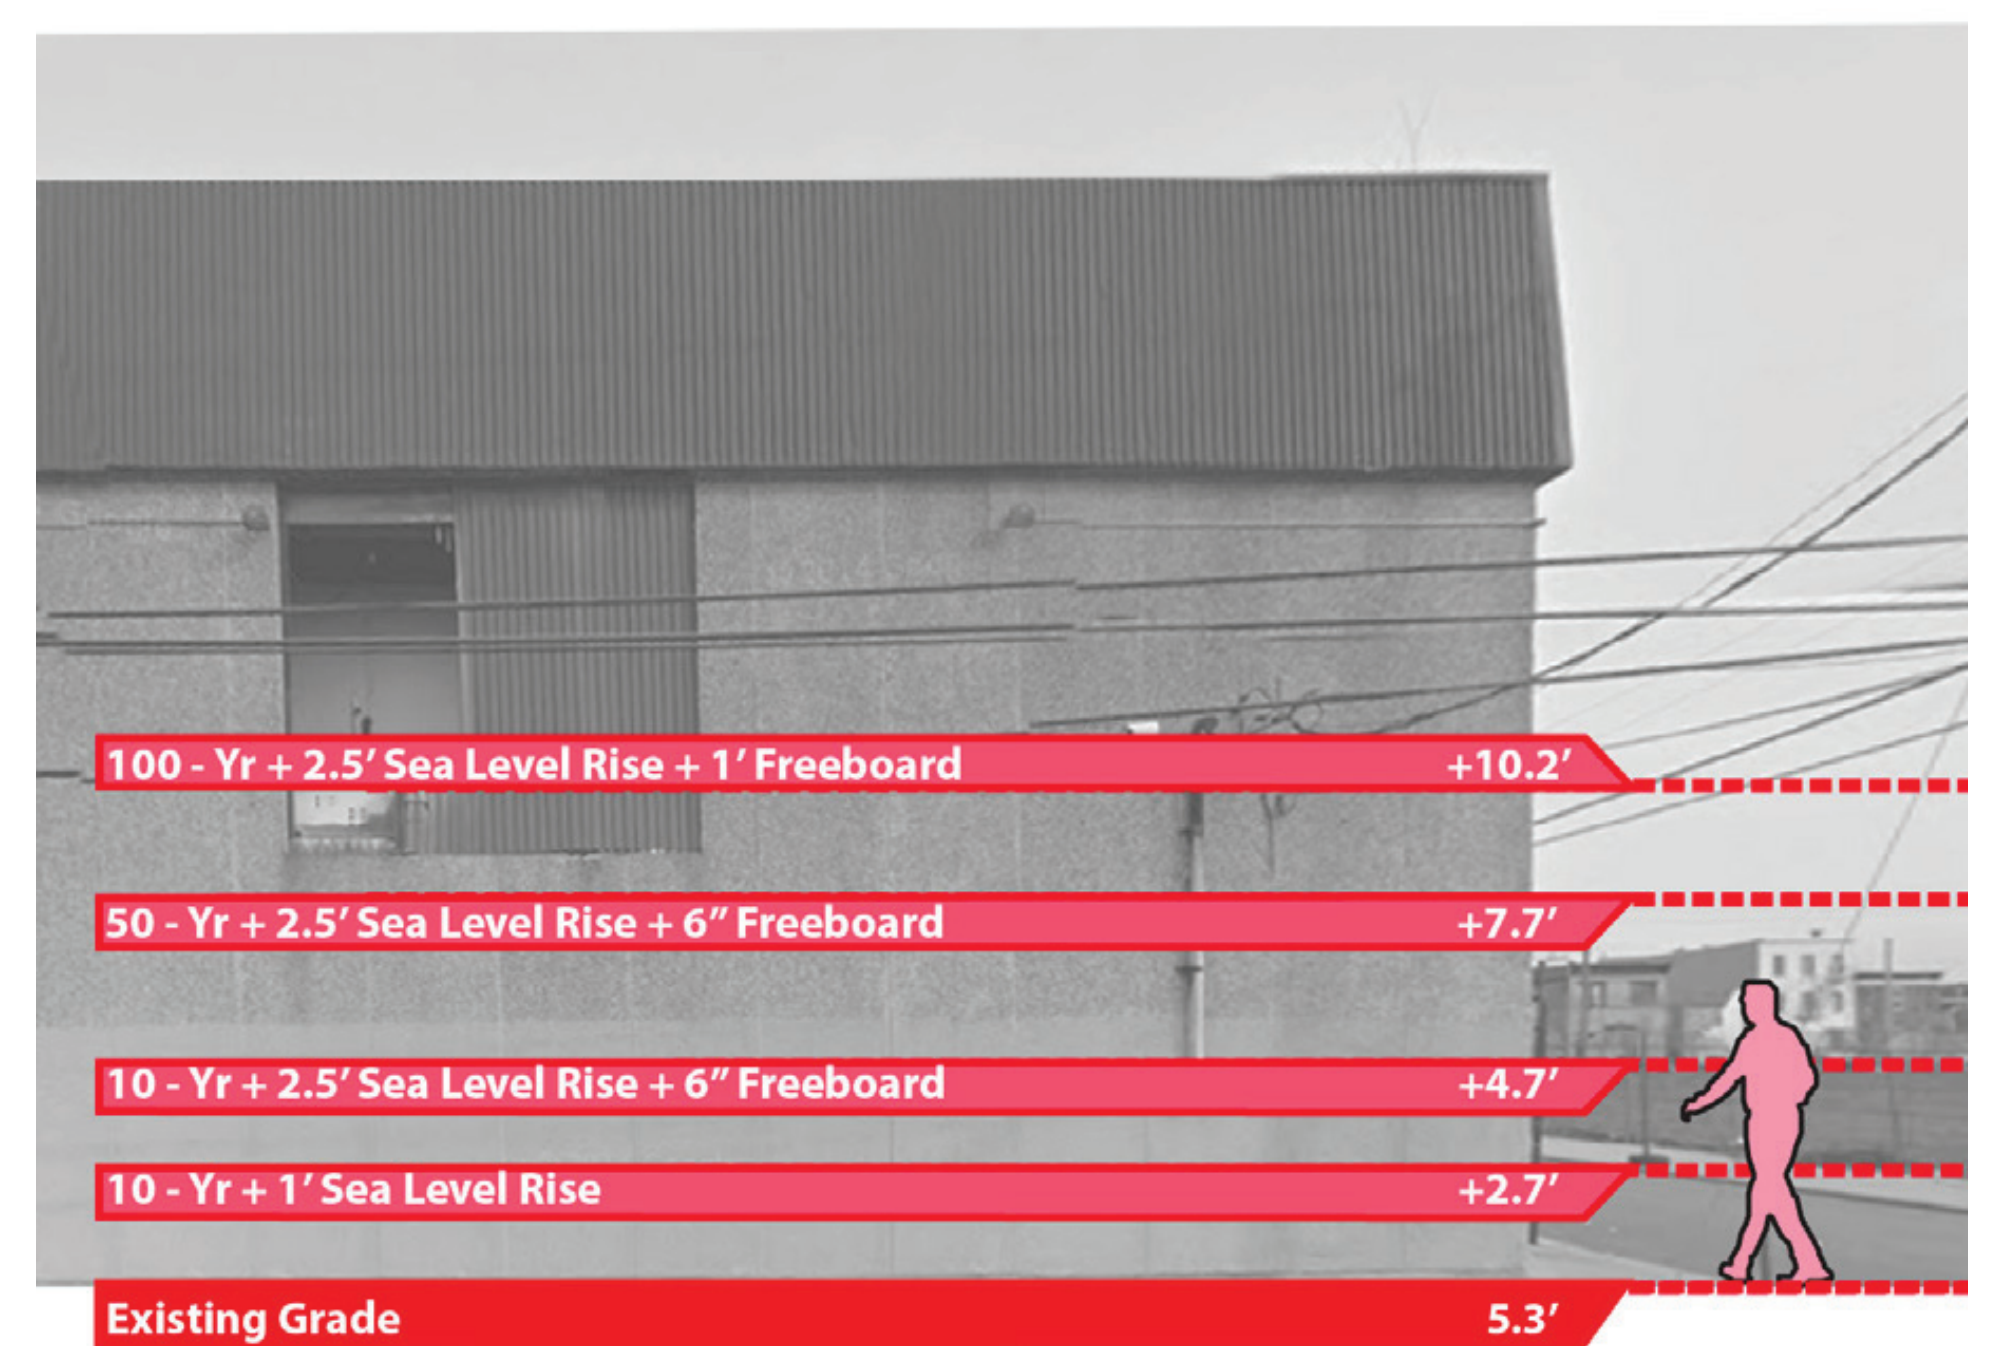 100 - Yr + 2.5′ Sea Level Rise + 1′ Freeboard +10.2′
50 - Yr + 2.5′ Sea Level Rise + 6″ Freeboard +7.7′
10 - Yr + 2.5′ Sea Level Rise + 6″ Freeboard +4.7′
10 - Yr + 1′ Sea Level Rise +2.7′
Existing Grade 5.3′